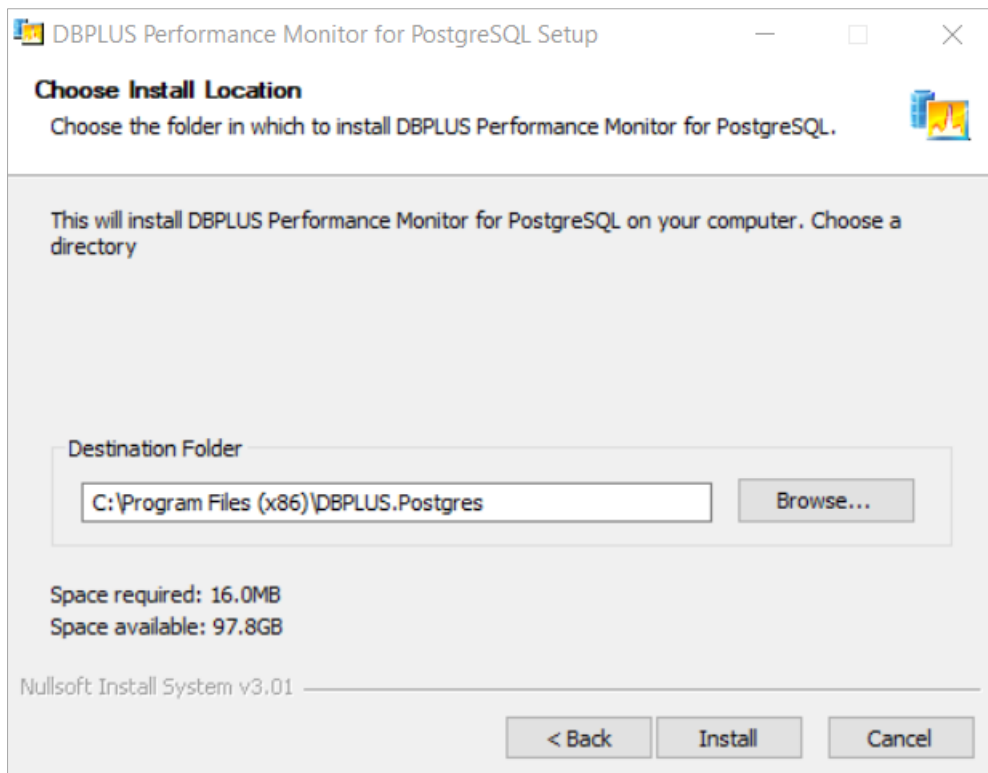 DBPLUS Performance Monitor for PostgreSQL Setup
Choose Install Location
Choose the folder in which to install DBPLUS Performance Monitor for PostgreSQL.
This will install DBPLUS Performance Monitor for PostgreSQL on your computer. Choose a
directory
Destination Folder
C:\Program Files (x86)\DBPLUS.Postgres
Browse...
Space required: 16.0MB
Space available: 97.8GB
Nullsoft Install System v3.01
< Back
Install
Cancel